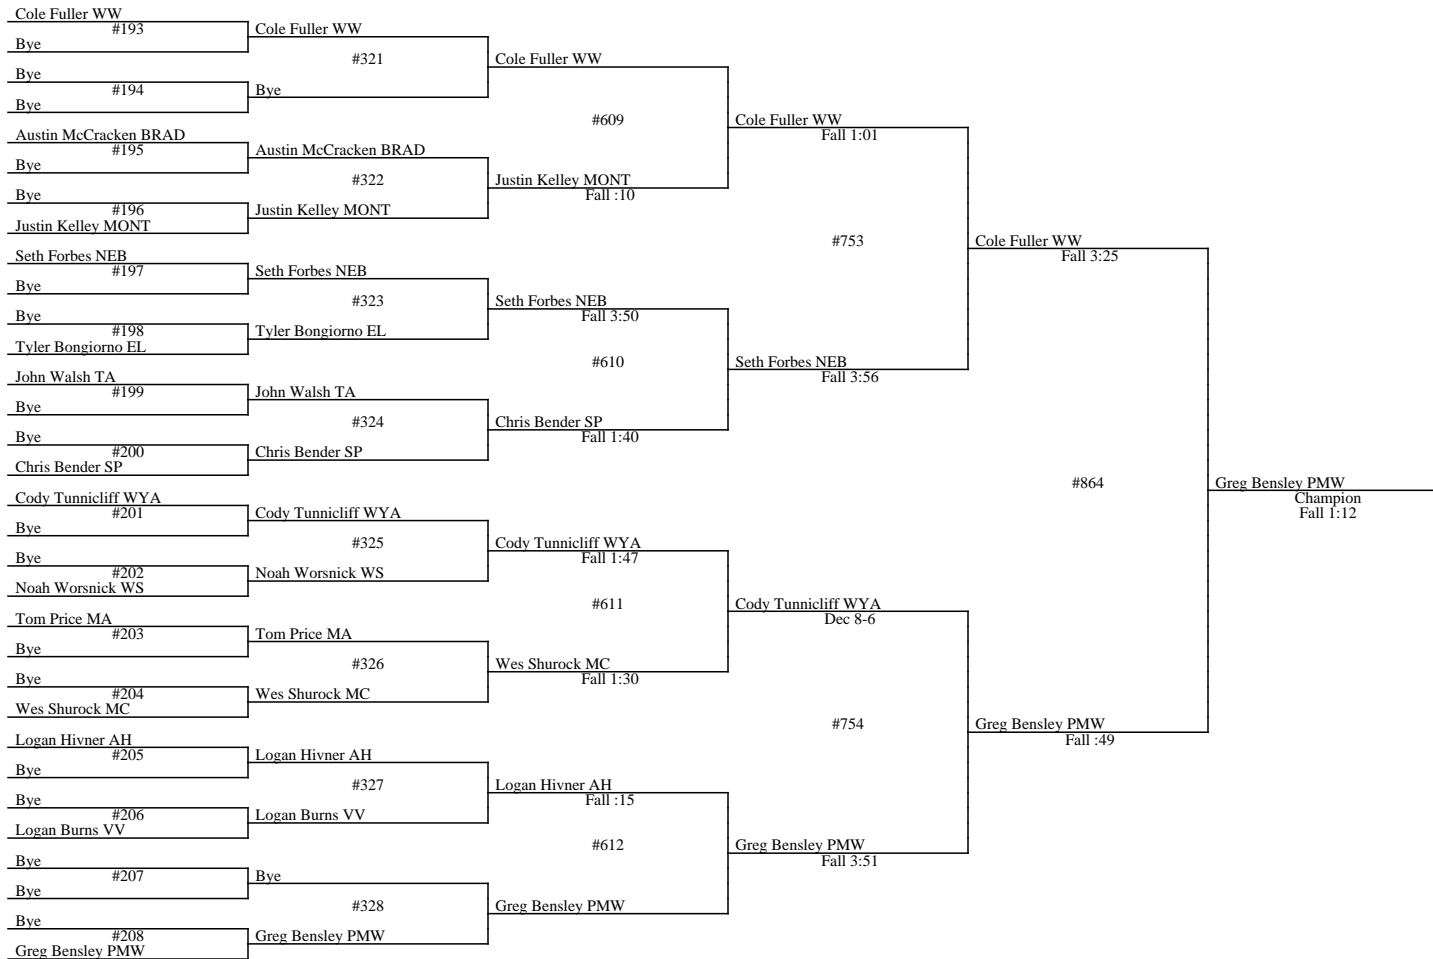 Cole Fuller WW
#193
Bye
Bye
#194
Bye
Austin McCracken BRAD
#195
Bye
Bye
#196
Justin Kelley MONT
Seth Forbes NEB
#197
Bye
Bye
#198
Tyler Bongiorno EL
John Walsh TA
#199
Bye
Bye
#200
Chris Bender SP
Cody Tunnicliff WYA
#201
Bye
Bye
#202
Noah Worsnick WS
Tom Price MA
#203
Bye
Bye
#204
Wes Shurock MC
Logan Hivner AH
#205
Bye
Bye
#206
Logan Burns VV
Bye
#207
Bye
Bye
#208
Greg Bensley PMW
Cole Fuller WW
#321
Bye
Austin McCracken BRAD
#322
Justin Kelley MONT
Seth Forbes NEB
#323
Tyler Bongiorno EL
John Walsh TA
#324
Chris Bender SP
Cody Tunnicliff WYA
#325
Noah Worsnick WS
Tom Price MA
#326
Wes Shurock MC
Logan Hivner AH
#327
Logan Burns VV
Bye
#328
Greg Bensley PMW
Cole Fuller WW
#609
Justin Kelley MONT
Fall :10
Seth Forbes NEB
Fall 3:50
#610
Chris Bender SP
Fall 1:40
Cody Tunnicliff WYA
Fall 1:47
#611
Wes Shurock MC
Fall 1:30
Logan Hivner AH
Fall :15
#612
Greg Bensley PMW
Cole Fuller WW
Fall 1:01
#753
Seth Forbes NEB
Fall 3:56
Cody Tunnicliff WYA
Dec 8-6
#754
Greg Bensley PMW
Fall 3:51
Cole Fuller WW
Fall 3:25
#864
Greg Bensley PMW
Fall :49
Greg Bensley PMW
Champion
Fall 1:12